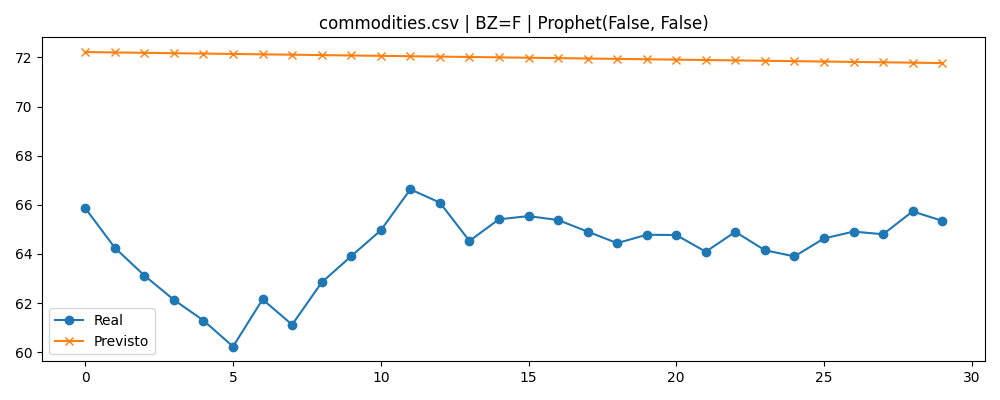 commodities.csv | BZ=F | Prophet(False, False)
72
70
68
66
64
62
60
Real
Previsto
0 5 10 15 20 25 30